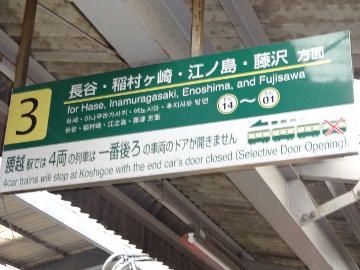 3
長谷・稲村ヶ崎・江ノ島・藤沢 方面
for Hase, Inamuragasaki, Enoshima, and Fujisawa
14 〜 01
腰越 駅では 4両 の列車は 一番後ろ の車両のドアが開きません
4car trains will stop at Koshigoe with the end car's door closed (Selective Door Opening).